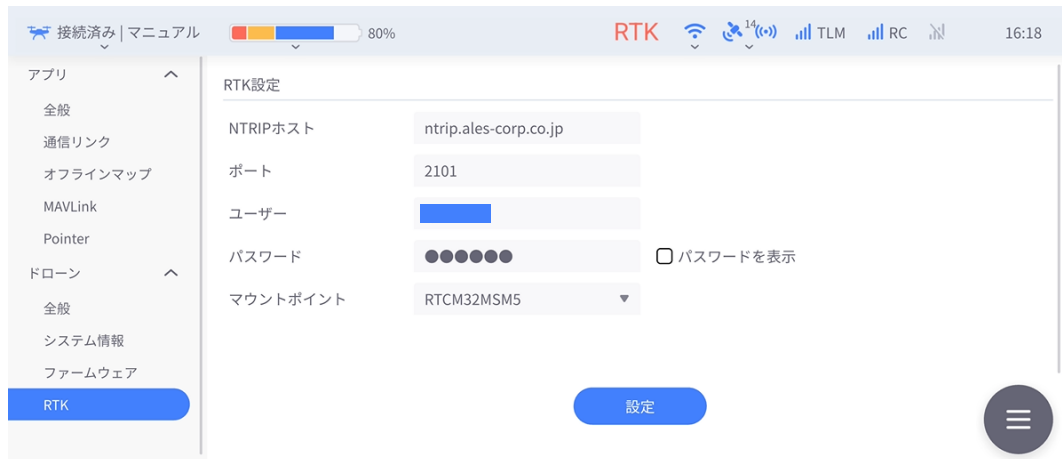 接続済み | マニュアル 80% RTK 14 TLM RC 16:18
アプリ
全般
通信リンク
オフラインマップ
MAVLink
Pointer
ドローン
全般
システム情報
ファームウェア
RTK
RTK設定
NTRIPホスト ntrip.ales-corp.co.jp
ポート 2101
ユーザー
パスワード ●●●●●● パスワードを表示
マウントポイント RTCM32MSM5
設定